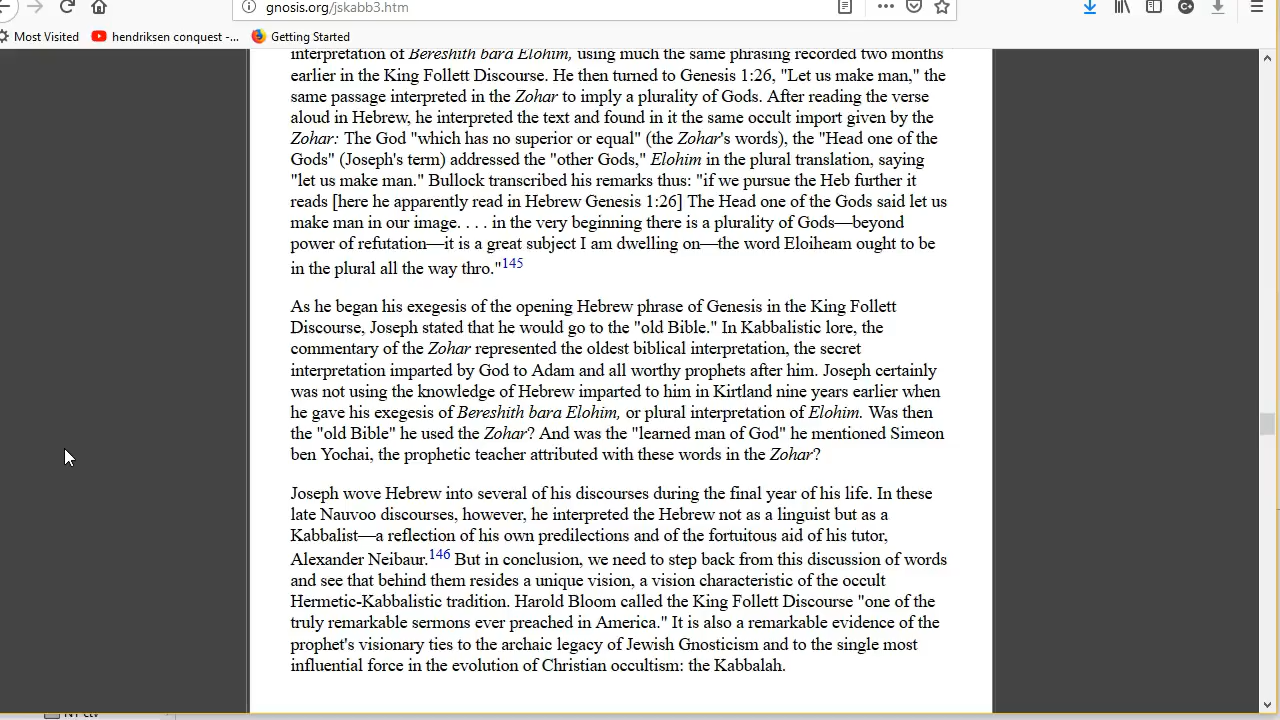 gnosis.org/jskabb3.htm
Most Visited
hendriksen conquest -...
Getting Started
interpretation of Bereshith bara Elohim, using much the same phrasing recorded two months
earlier in the King Follett Discourse. He then turned to Genesis 1:26, "Let us make man," the
same passage interpreted in the Zohar to imply a plurality of Gods. After reading the verse
aloud in Hebrew, he interpreted the text and found in it the same occult import given by the
Zohar: The God "which has no superior or equal" (the Zohar's words), the "Head one of the
Gods" (Joseph's term) addressed the "other Gods," Elohim in the plural translation, saying
"let us make man." Bullock transcribed his remarks thus: "if we pursue the Heb further it
reads [here he apparently read in Hebrew Genesis 1:26] The Head one of the Gods said let us
make man in our image. . . . in the very beginning there is a plurality of Gods—beyond
power of refutation—it is a great subject I am dwelling on—the word Eloiheam ought to be
in the plural all the way thro."145
As he began his exegesis of the opening Hebrew phrase of Genesis in the King Follett
Discourse, Joseph stated that he would go to the "old Bible." In Kabbalistic lore, the
commentary of the Zohar represented the oldest biblical interpretation, the secret
interpretation imparted by God to Adam and all worthy prophets after him. Joseph certainly
was not using the knowledge of Hebrew imparted to him in Kirtland nine years earlier when
he gave his exegesis of Bereshith bara Elohim, or plural interpretation of Elohim. Was then
the "old Bible" he used the Zohar? And was the "learned man of God" he mentioned Simeon
ben Yochai, the prophetic teacher attributed with these words in the Zohar?
Joseph wove Hebrew into several of his discourses during the final year of his life. In these
late Nauvoo discourses, however, he interpreted the Hebrew not as a linguist but as a
Kabbalist—a reflection of his own predilections and of the fortuitous aid of his tutor,
Alexander Neibaur.146 But in conclusion, we need to step back from this discussion of words
and see that behind them resides a unique vision, a vision characteristic of the occult
Hermetic-Kabbalistic tradition. Harold Bloom called the King Follett Discourse "one of the
truly remarkable sermons ever preached in America." It is also a remarkable evidence of the
prophet's visionary ties to the archaic legacy of Jewish Gnosticism and to the single most
influential force in the evolution of Christian occultism: the Kabbalah.